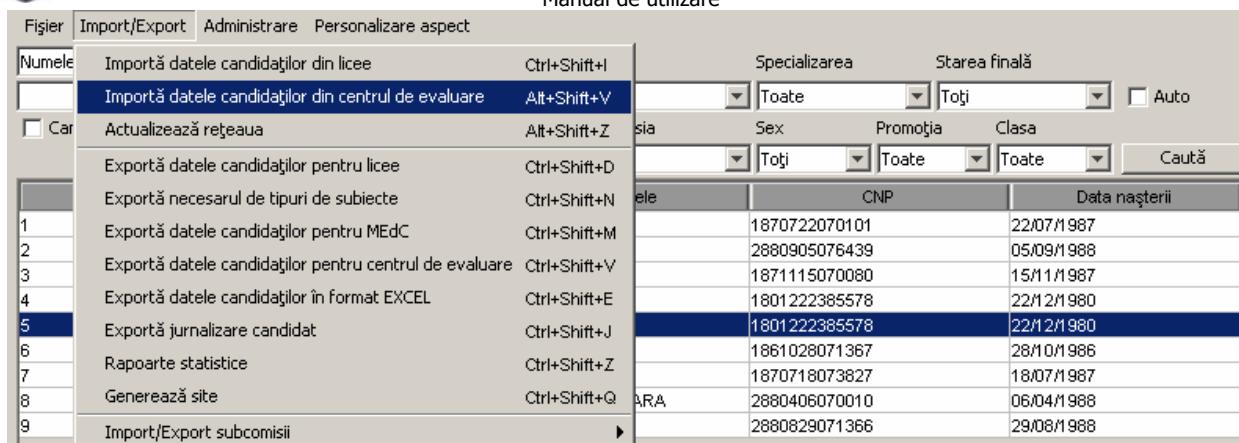 Manual de utilizare
Fişier Import/Export Administrare Personalizare aspect
Numele Specializarea Starea finală
Toate Toţi Auto
Car sia Sex Promoţia Clasa
Toţi Toate Toate Caută
Importă datele candidaţilor din licee Ctrl+Shift+I
Importă datele candidaţilor din centrul de evaluare Alt+Shift+V
Actualizează reţeaua Alt+Shift+Z
Exportă datele candidaţilor pentru licee Ctrl+Shift+D
Exportă necesarul de tipuri de subiecte Ctrl+Shift+N
Exportă datele candidaţilor pentru MEdC Ctrl+Shift+M
Exportă datele candidaţilor pentru centrul de evaluare Ctrl+Shift+V
Exportă datele candidaţilor în format EXCEL Ctrl+Shift+E
Exportă jurnalizare candidat Ctrl+Shift+J
Rapoarte statistice Ctrl+Shift+Z
Generează site Ctrl+Shift+Q
Import/Export subcomisii
ele CNP Data naşterii
1 1870722070101 22/07/1987
2 2880905076439 05/09/1988
3 1871115070080 15/11/1987
4 1801222385578 22/12/1980
5 1801222385578 22/12/1980
6 1861028071367 28/10/1986
7 1870718073827 18/07/1987
8 ARA 2880406070010 06/04/1988
9 2880829071366 29/08/1988